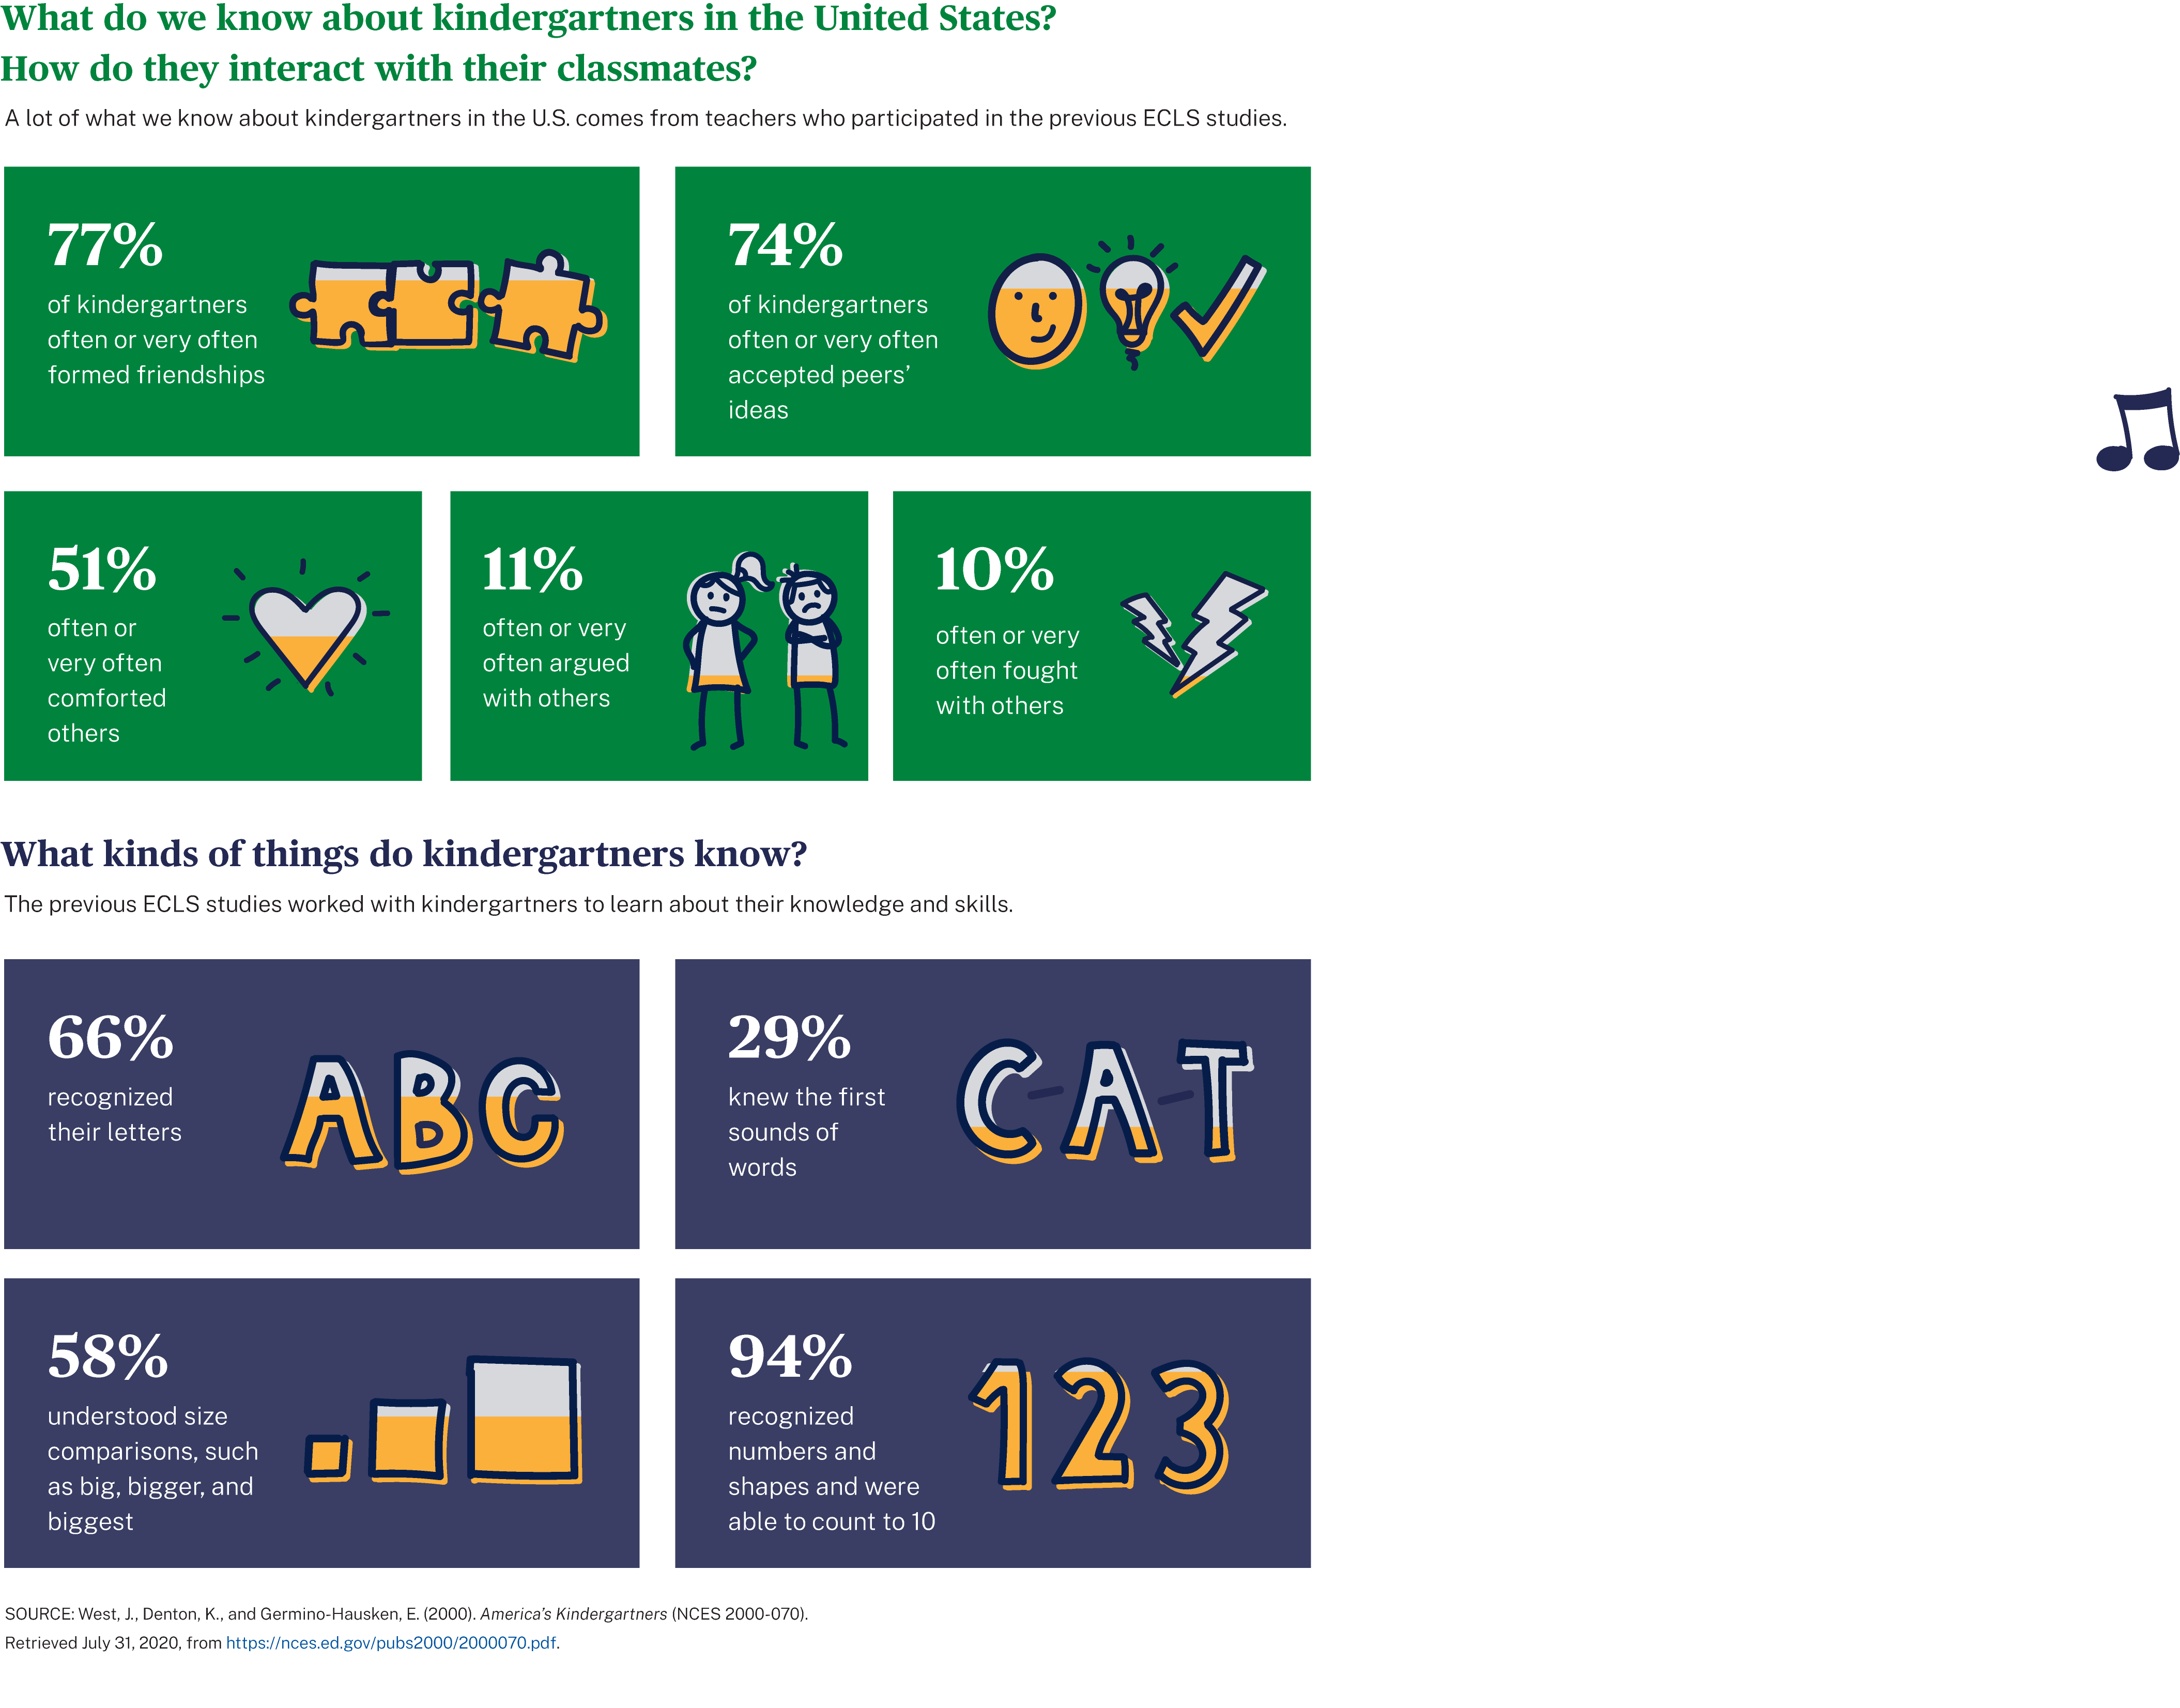 What do we know about kindergartners in the United States?
How do they interact with their classmates?
A lot of what we know about kindergartners in the U.S. comes from teachers who participated in the previous ECLS studies.
77%
of kindergartners
often or very often
formed friendships
74%
of kindergartners
often or very often
accepted peers’
ideas
51%
often or
very often
comforted
others
11%
often or very
often argued
with others
10%
often or very
often fought
with others
What kinds of things do kindergartners know?
The previous ECLS studies worked with kindergartners to learn about their knowledge and skills.
66%
recognized
their letters
ABC
29%
knew the first
sounds of
words
C-A-T
58%
understood size
comparisons, such
as big, bigger, and
biggest
94%
recognized
numbers and
shapes and were
able to count to 10
123
SOURCE: West, J., Denton, K., and Germino-Hausken, E. (2000). America’s Kindergartners (NCES 2000-070).
Retrieved July 31, 2020, from https://nces.ed.gov/pubs2000/2000070.pdf.